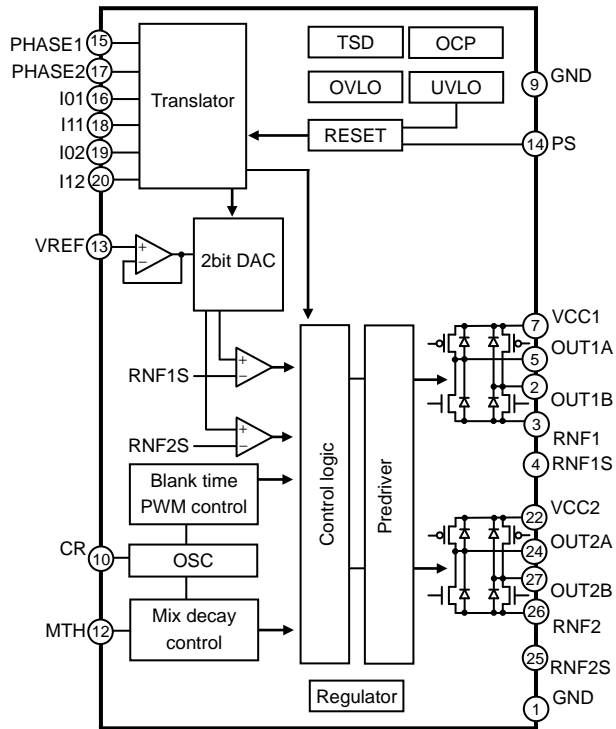 PHASE1
15
PHASE2
17
I01
16
I11
18
I02
19
I12
20
Translator
TSD
OCP
OVLO
UVLO
RESET
9
GND
14
PS
VREF
13
+
−
2bit DAC
RNF1S
+
−
RNF2S
+
−
Blank time
PWM control
CR
10
OSC
MTH
12
Mix decay
control
Control logic
Predriver
Regulator
7
VCC1
5
OUT1A
2
OUT1B
3
RNF1
4
RNF1S
22
VCC2
24
OUT2A
27
OUT2B
26
RNF2
25
RNF2S
1
GND